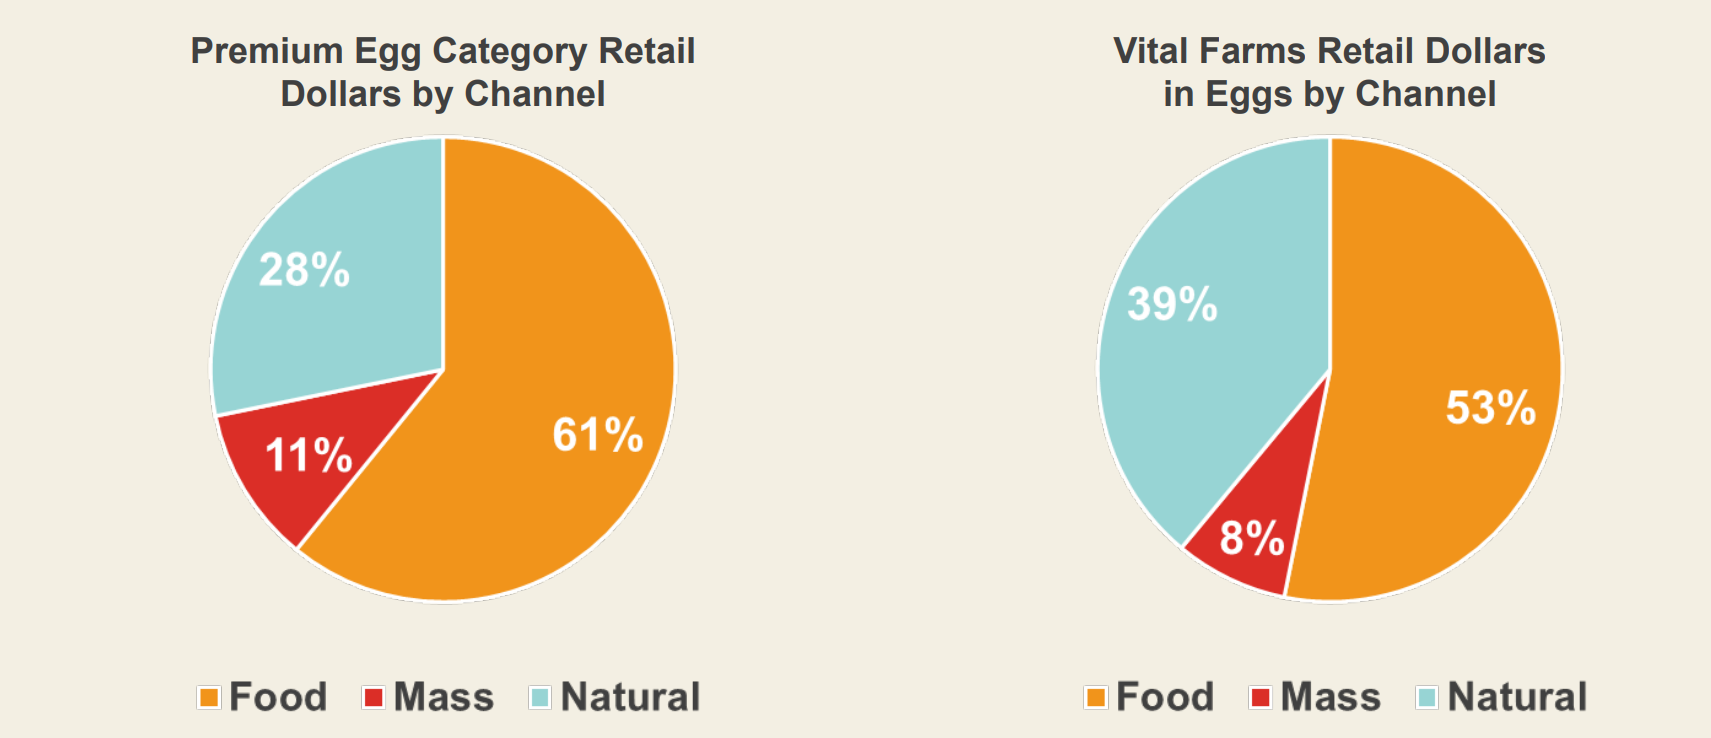 Premium Egg Category Retail
Dollars by Channel
28%
11%
61%
Food Mass Natural
Vital Farms Retail Dollars
in Eggs by Channel
39%
53%
8%
Food Mass Natural